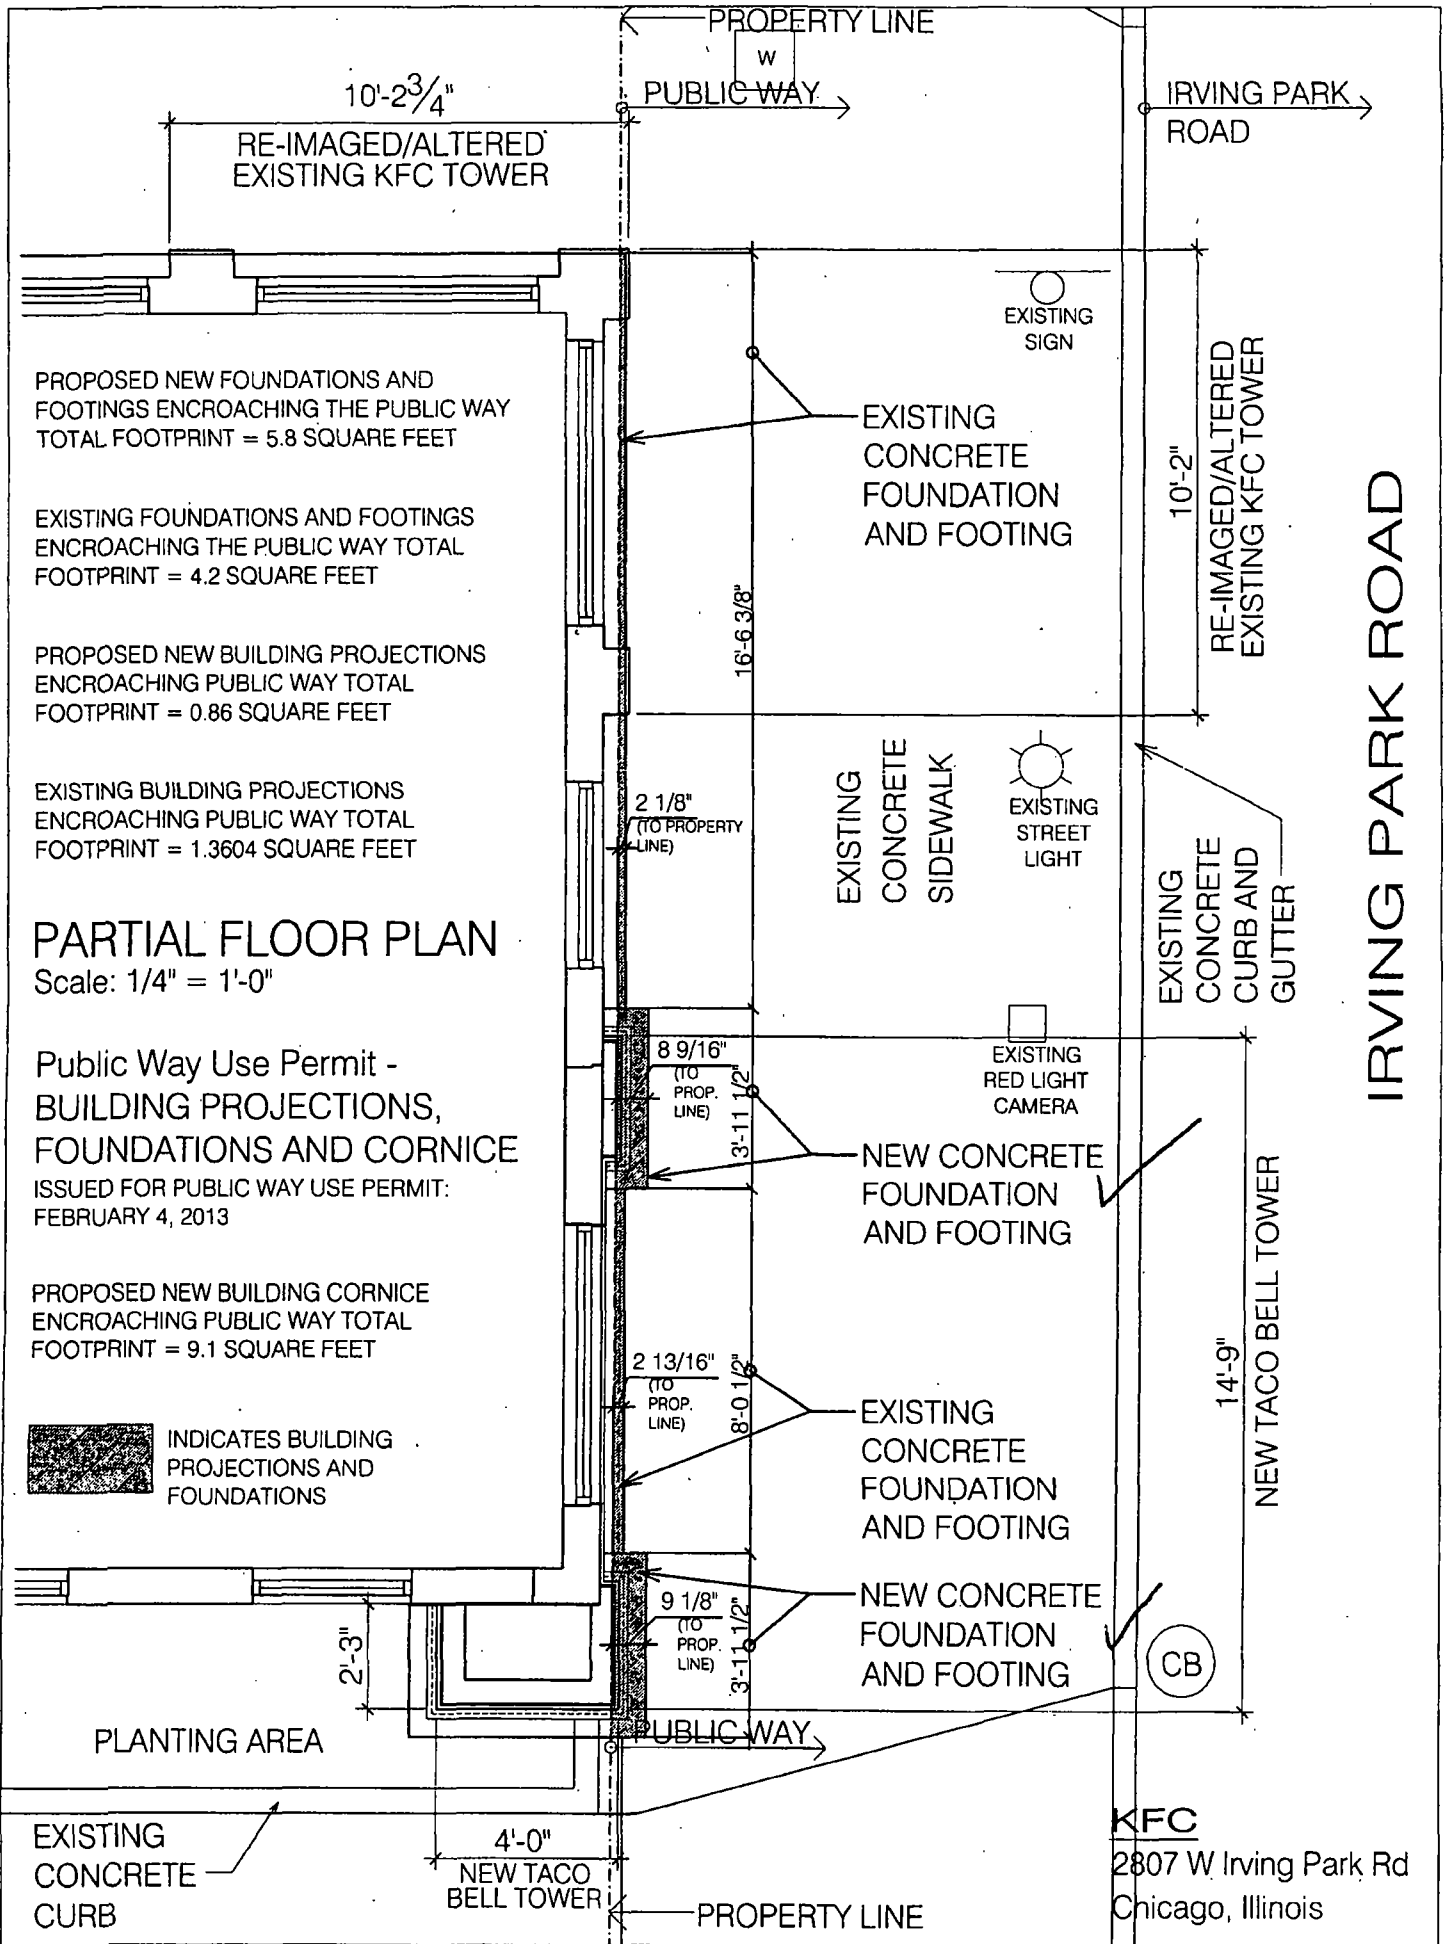 PROPERTY LINE
W
PUBLIC WAY
IRVING PARK
ROAD
10'-2 3/4"
RE-IMAGED/ALTERED
EXISTING KFC TOWER
EXISTING
SIGN
PROPOSED NEW FOUNDATIONS AND
FOOTINGS ENCROACHING THE PUBLIC WAY
TOTAL FOOTPRINT = 5.8 SQUARE FEET
EXISTING
CONCRETE
FOUNDATION
AND FOOTING
10'-2"
RE-IMAGED/ALTERED
EXISTING KFC TOWER
IRVING PARK ROAD
EXISTING FOUNDATIONS AND FOOTINGS
ENCROACHING THE PUBLIC WAY TOTAL
FOOTPRINT = 4.2 SQUARE FEET
16'-6 3/8"
PROPOSED NEW BUILDING PROJECTIONS
ENCROACHING PUBLIC WAY TOTAL
FOOTPRINT = 0.86 SQUARE FEET
EXISTING BUILDING PROJECTIONS
ENCROACHING PUBLIC WAY TOTAL
FOOTPRINT = 1.3604 SQUARE FEET
2 1/8"
(TO PROPERTY
LINE)
EXISTING
CONCRETE
SIDEWALK
EXISTING
STREET
LIGHT
EXISTING
CONCRETE
CURB AND
GUTTER
PARTIAL FLOOR PLAN
Scale: 1/4" = 1'-0"
Public Way Use Permit -
BUILDING PROJECTIONS,
FOUNDATIONS AND CORNICE
ISSUED FOR PUBLIC WAY USE PERMIT:
FEBRUARY 4, 2013
8 9/16"
(TO
PROP.
LINE)
3'-11 1/2"
EXISTING
RED LIGHT
CAMERA
NEW CONCRETE
FOUNDATION
AND FOOTING
14'-9"
NEW TACO BELL TOWER
PROPOSED NEW BUILDING CORNICE
ENCROACHING PUBLIC WAY TOTAL
FOOTPRINT = 9.1 SQUARE FEET
2 13/16"
(TO
PROP.
LINE)
8'-0 1/2"
EXISTING
CONCRETE
FOUNDATION
AND FOOTING
INDICATES BUILDING
PROJECTIONS AND
FOUNDATIONS
9 1/8"
(TO
PROP.
LINE)
3'-11 1/2"
NEW CONCRETE
FOUNDATION
AND FOOTING
CB
2'-3"
PLANTING AREA
PUBLIC WAY
EXISTING
CONCRETE
CURB
4'-0"
NEW TACO
BELL TOWER
PROPERTY LINE
KFC
2807 W Irving Park Rd
Chicago, Illinois